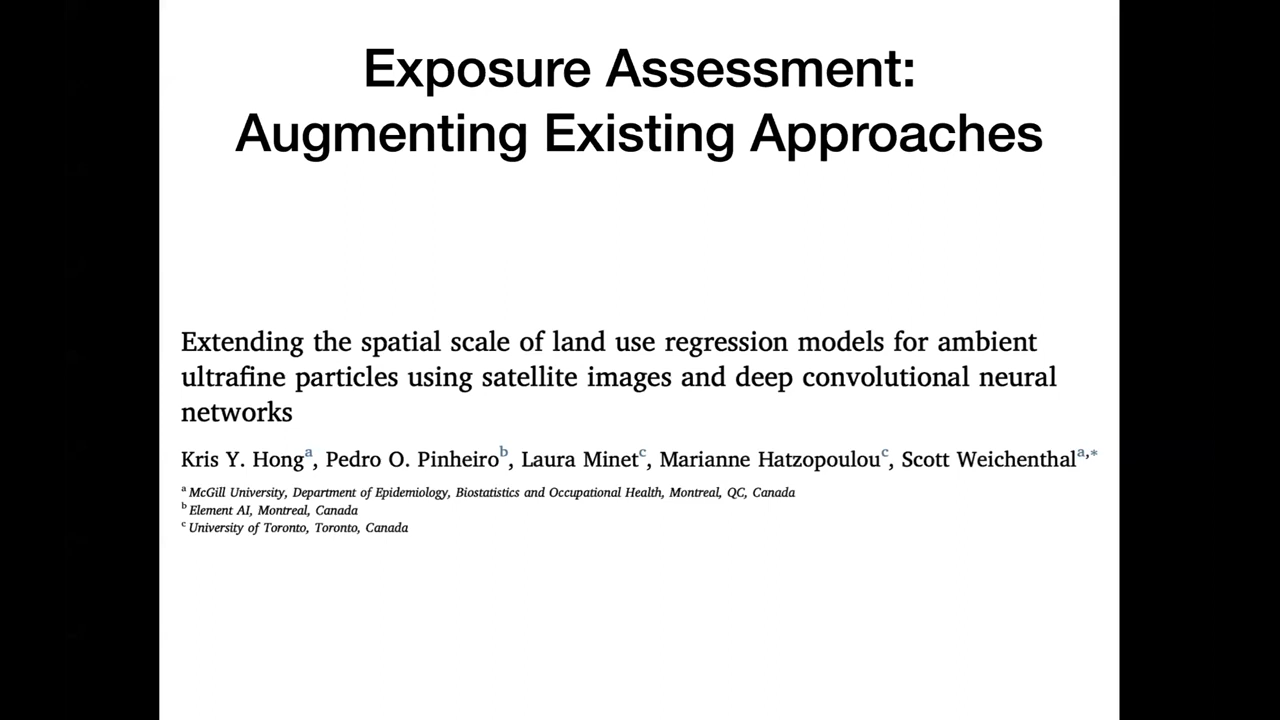 Exposure Assessment:
Augmenting Existing Approaches
Extending the spatial scale of land use regression models for ambient
ultrafine particles using satellite images and deep convolutional neural
networks
Kris Y. Hongᵃ, Pedro O. Pinheiroᵇ, Laura Minetᶜ, Marianne Hatzopoulouᶜ, Scott Weichenthalᵃ,*
ᵃ McGill University, Department of Epidemiology, Biostatistics and Occupational Health, Montreal, QC, Canada
ᵇ Element AI, Montreal, Canada
ᶜ University of Toronto, Toronto, Canada